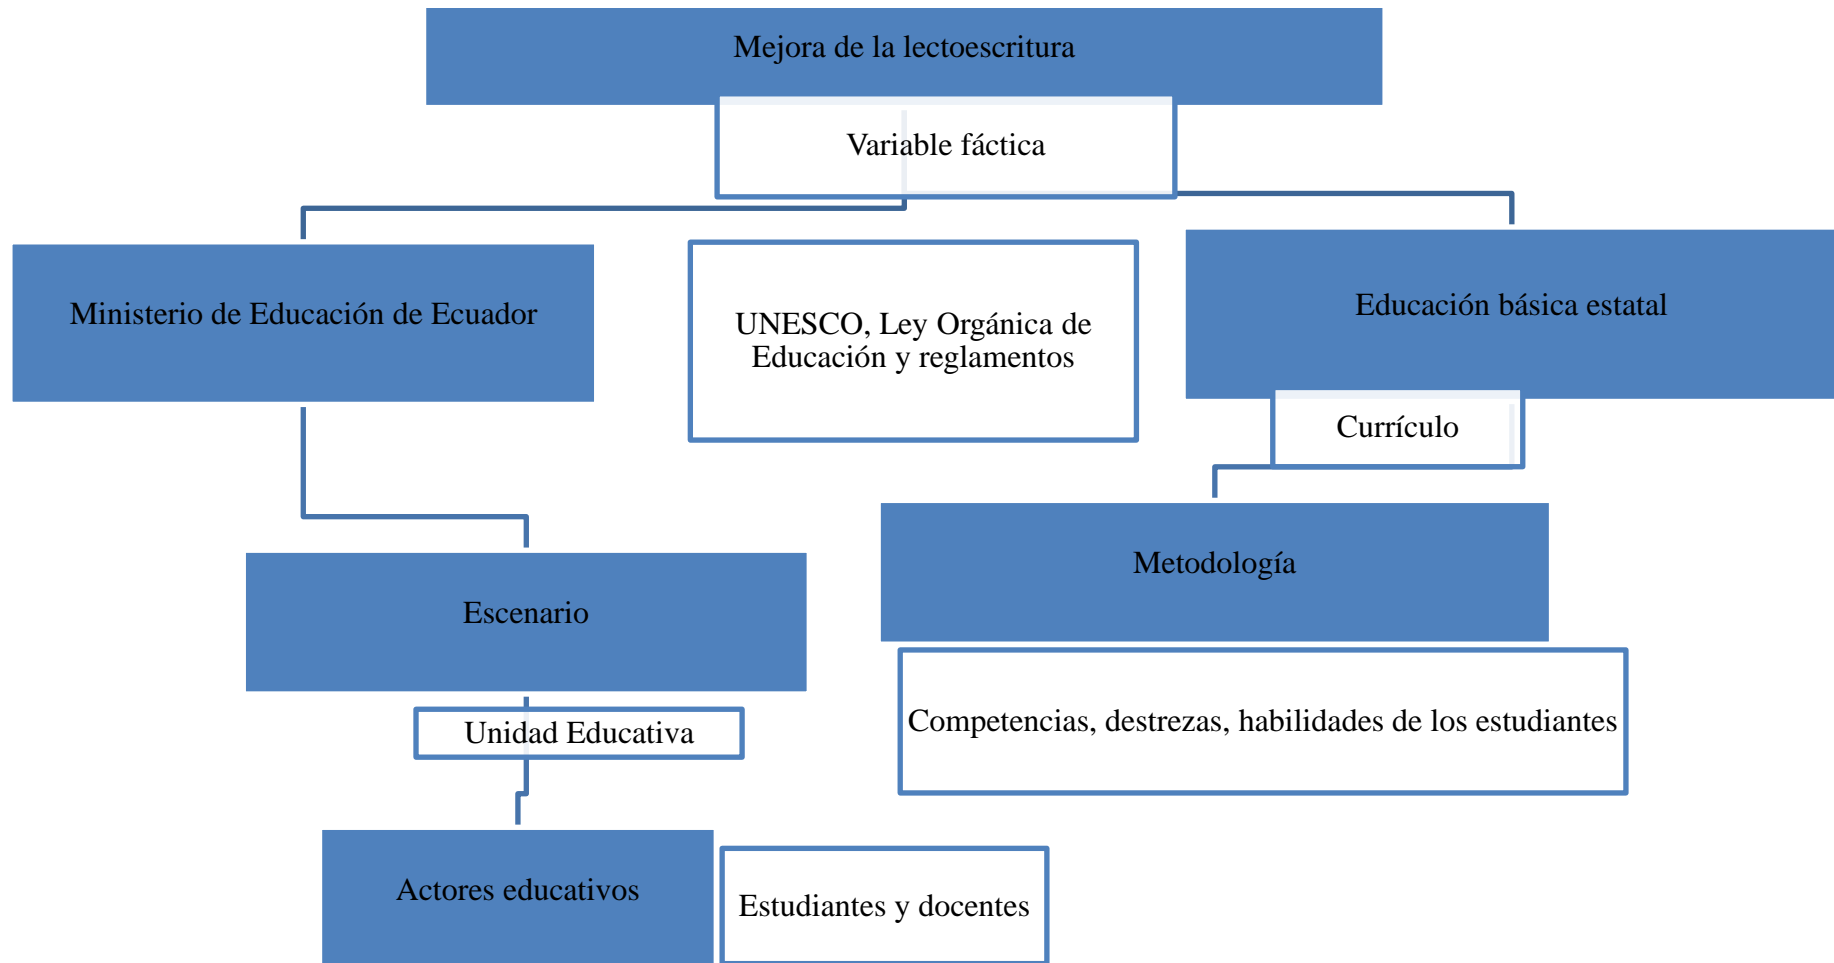 Mejora de la lectoescritura
Variable fáctica
Ministerio de Educación de Ecuador
UNESCO, Ley Orgánica de
Educación y reglamentos
Educación básica estatal
Currículo
Escenario
Metodología
Unidad Educativa
Competencias, destrezas, habilidades de los estudiantes
Actores educativos
Estudiantes y docentes